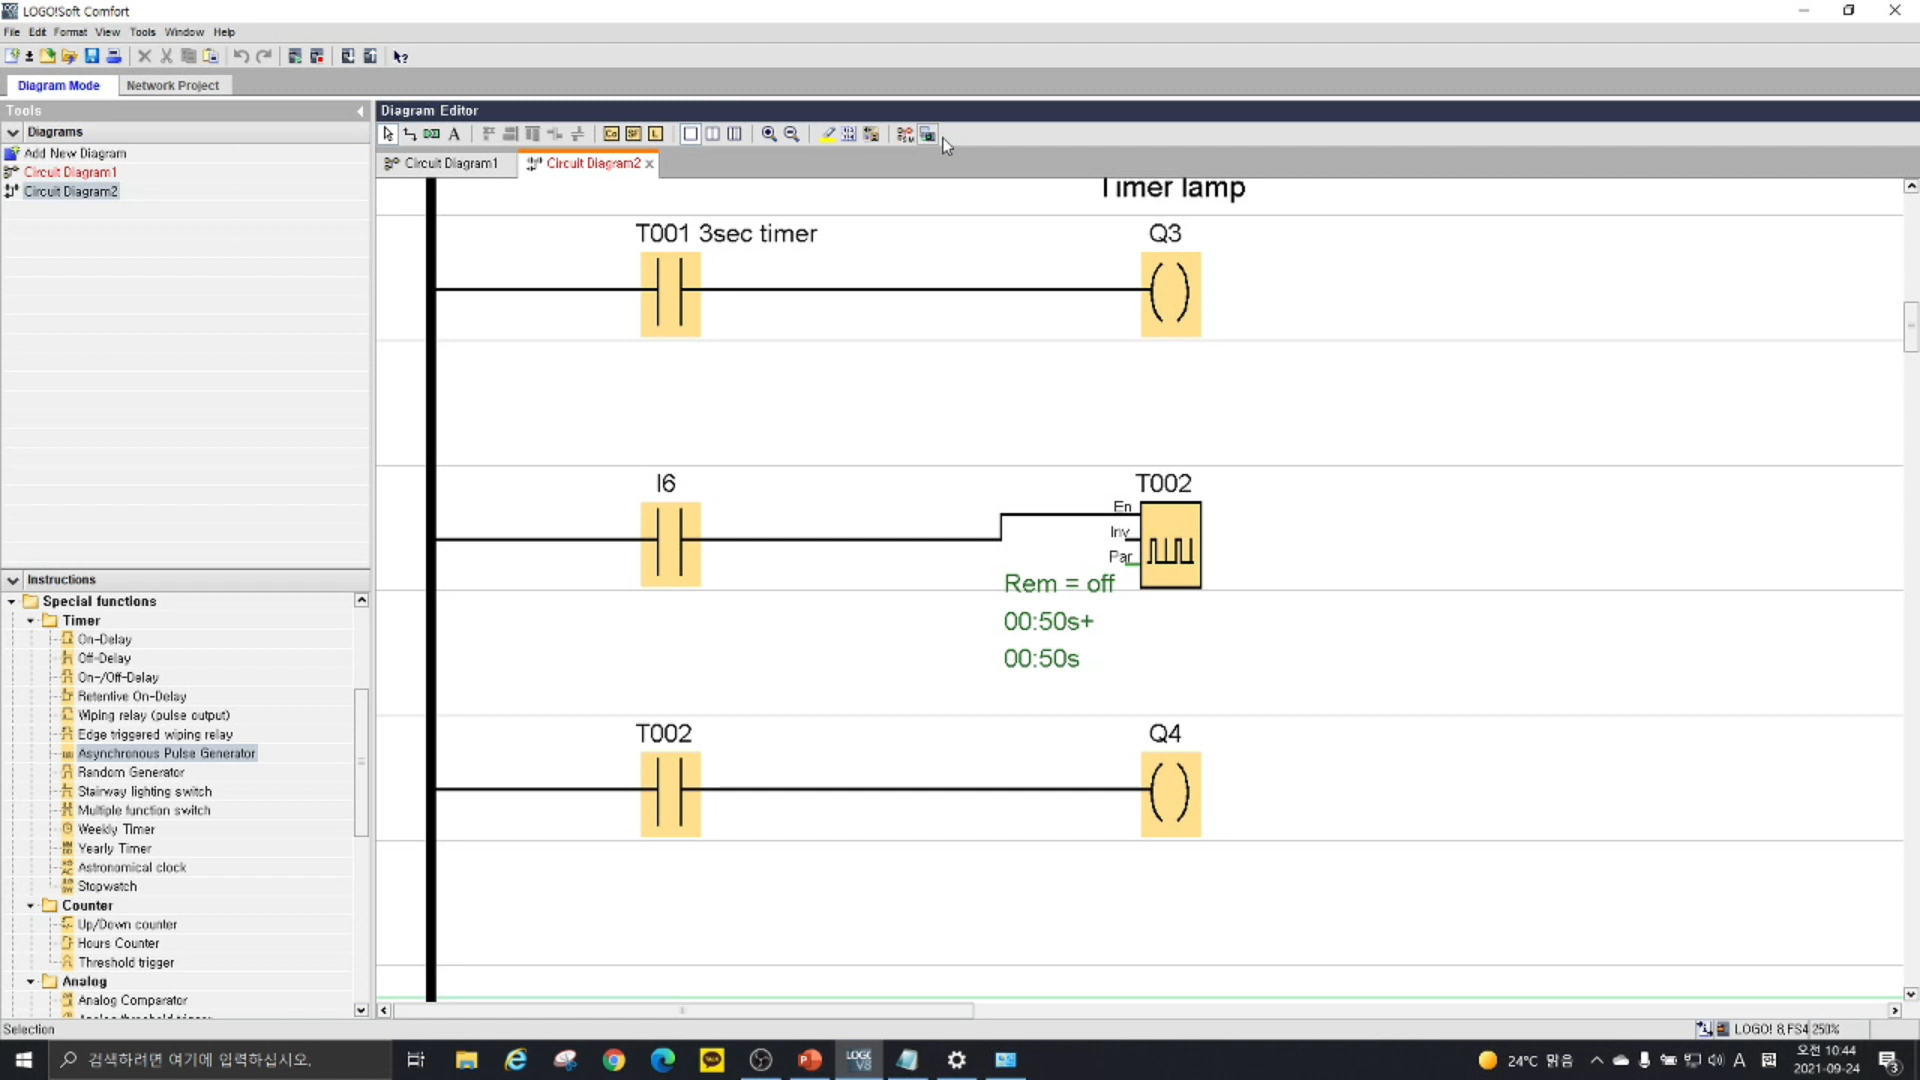 LOGO!Soft Comfort
File Edit Format View Tools Window Help
Diagram Mode Network Project
Tools
Diagrams
Add New Diagram
Circuit Diagram1
Circuit Diagram2
Diagram Editor
A Co SF L
Circuit Diagram1 Circuit Diagram2
Timer lamp
T001 3sec timer Q3
I6 T002
En
Inv
Par
Rem = off
00:50s+
00:50s
T002 Q4
Instructions
Special functions
Timer
On-Delay
Off-Delay
On-/Off-Delay
Retentive On-Delay
Wiping relay (pulse output)
Edge triggered wiping relay
Asynchronous Pulse Generator
Random Generator
Stairway lighting switch
Multiple function switch
Weekly Timer
Yearly Timer
Astronomical clock
Stopwatch
Counter
Up/Down counter
Hours Counter
Threshold trigger
Analog
Analog Comparator
Selection
LOGO! 8.FS4 250%
검색하려면 여기에 입력하십시오.
24°C 맑음
A
오전 10:44
2021-09-24
3